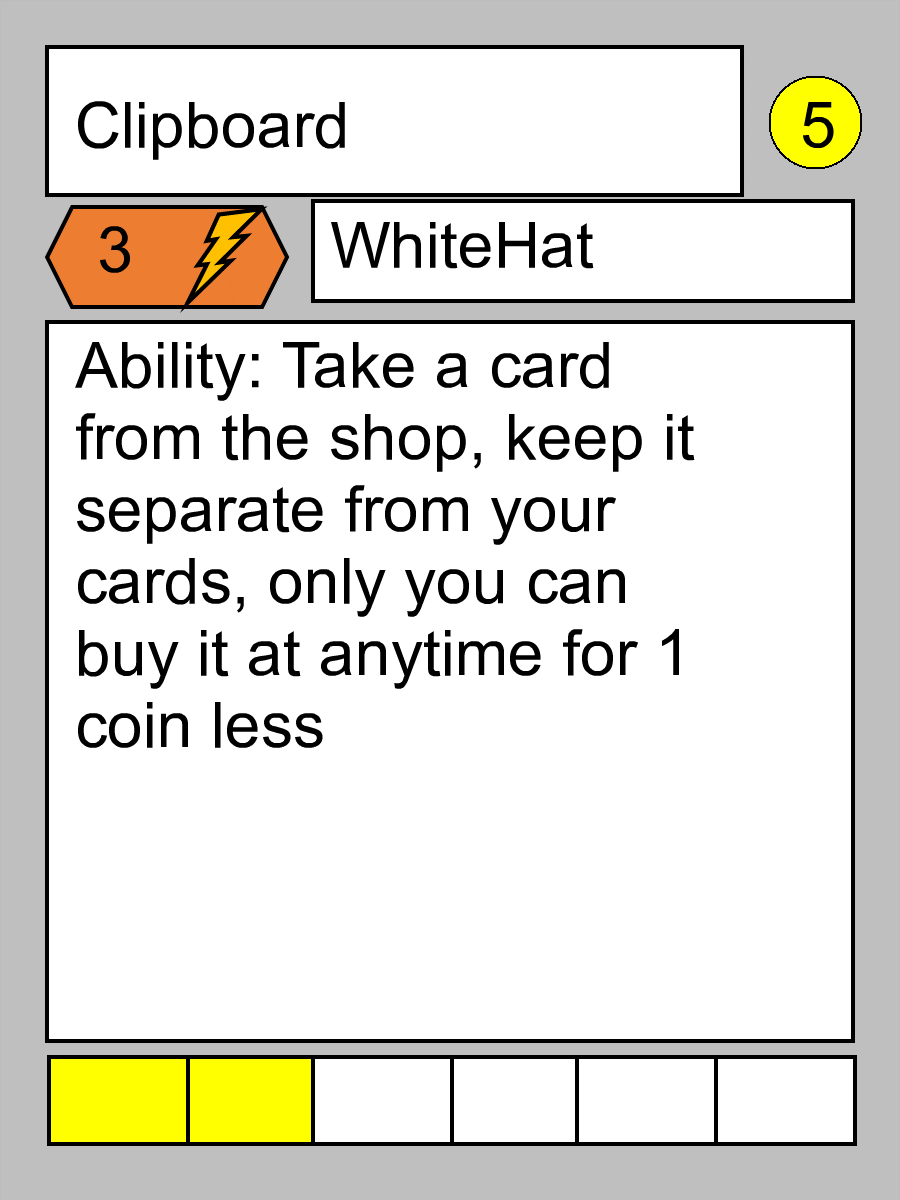 Clipboard
5
3
WhiteHat
Ability: Take a card
from the shop, keep it
separate from your
cards, only you can
buy it at anytime for 1
coin less